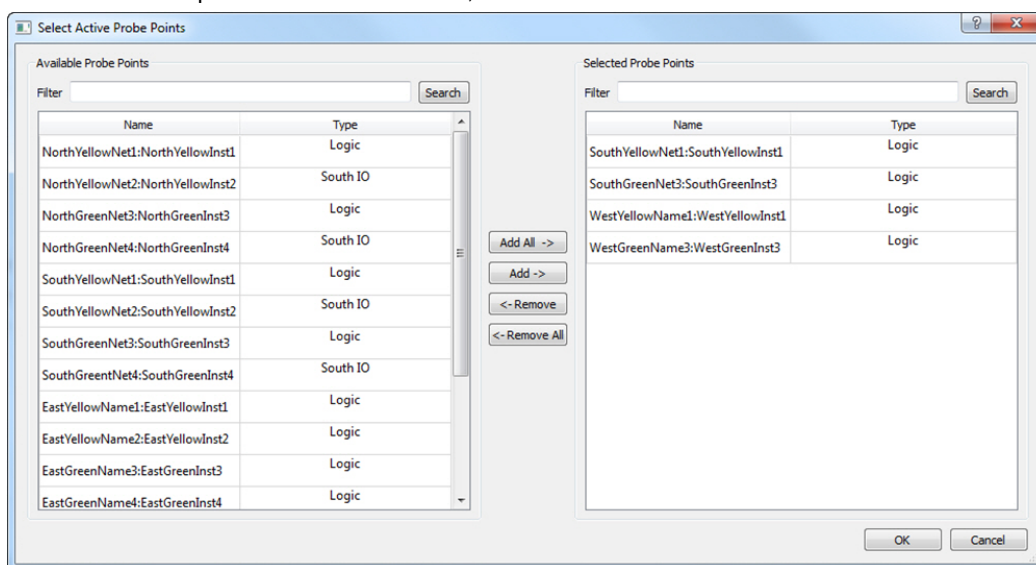 Select Active Probe Points
Available Probe Points
Filter
Search
Name Type
NorthYellowNet1:NorthYellowInst1 Logic
NorthYellowNet2:NorthYellowInst2 South IO
NorthGreenNet3:NorthGreenInst3 Logic
NorthGreenNet4:NorthGreenInst4 South IO
SouthYellowNet1:SouthYellowInst1 Logic
SouthYellowNet2:SouthYellowInst2 South IO
SouthGreenNet3:SouthGreenInst3 Logic
SouthGreentNet4:SouthGreenInst4 South IO
EastYellowName1:EastYellowInst1 Logic
EastYellowName2:EastYellowInst2 Logic
EastGreenName3:EastGreenInst3 Logic
EastGreenName4:EastGreenInst4 Logic
Add All ->
Add ->
<- Remove
<- Remove All
Selected Probe Points
Filter
Search
Name Type
SouthYellowNet1:SouthYellowInst1 Logic
SouthGreenNet3:SouthGreenInst3 Logic
WestYellowName1:WestYellowInst1 Logic
WestGreenName3:WestGreenInst3 Logic
OK
Cancel